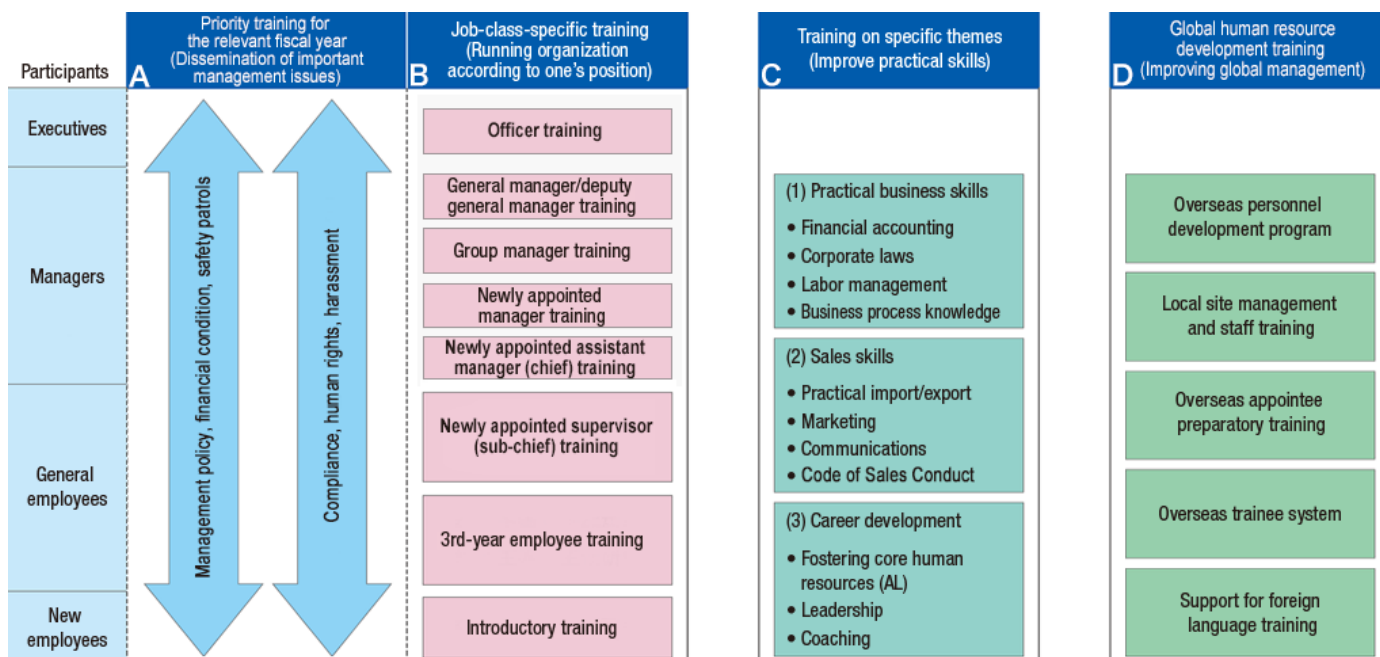 Participants
A
Priority training for
the relevant fiscal year
(Dissemination of important
management issues)
B
Job-class-specific training
(Running organization
according to one's position)
C
Training on specific themes
(Improve practical skills)
D
Global human resource
development training
(Improving global management)
Executives
Managers
General
employees
New
employees
Management policy, financial condition, safety patrols
Compliance, human rights, harassment
Officer training
General manager/deputy
general manager training
Group manager training
Newly appointed
manager training
Newly appointed assistant
manager (chief) training
Newly appointed supervisor
(sub-chief) training
3rd-year employee training
Introductory training
(1) Practical business skills
• Financial accounting
• Corporate laws
• Labor management
• Business process knowledge
(2) Sales skills
• Practical import/export
• Marketing
• Communications
• Code of Sales Conduct
(3) Career development
• Fostering core human
resources (AL)
• Leadership
• Coaching
Overseas personnel
development program
Local site management
and staff training
Overseas appointee
preparatory training
Overseas trainee system
Support for foreign
language training